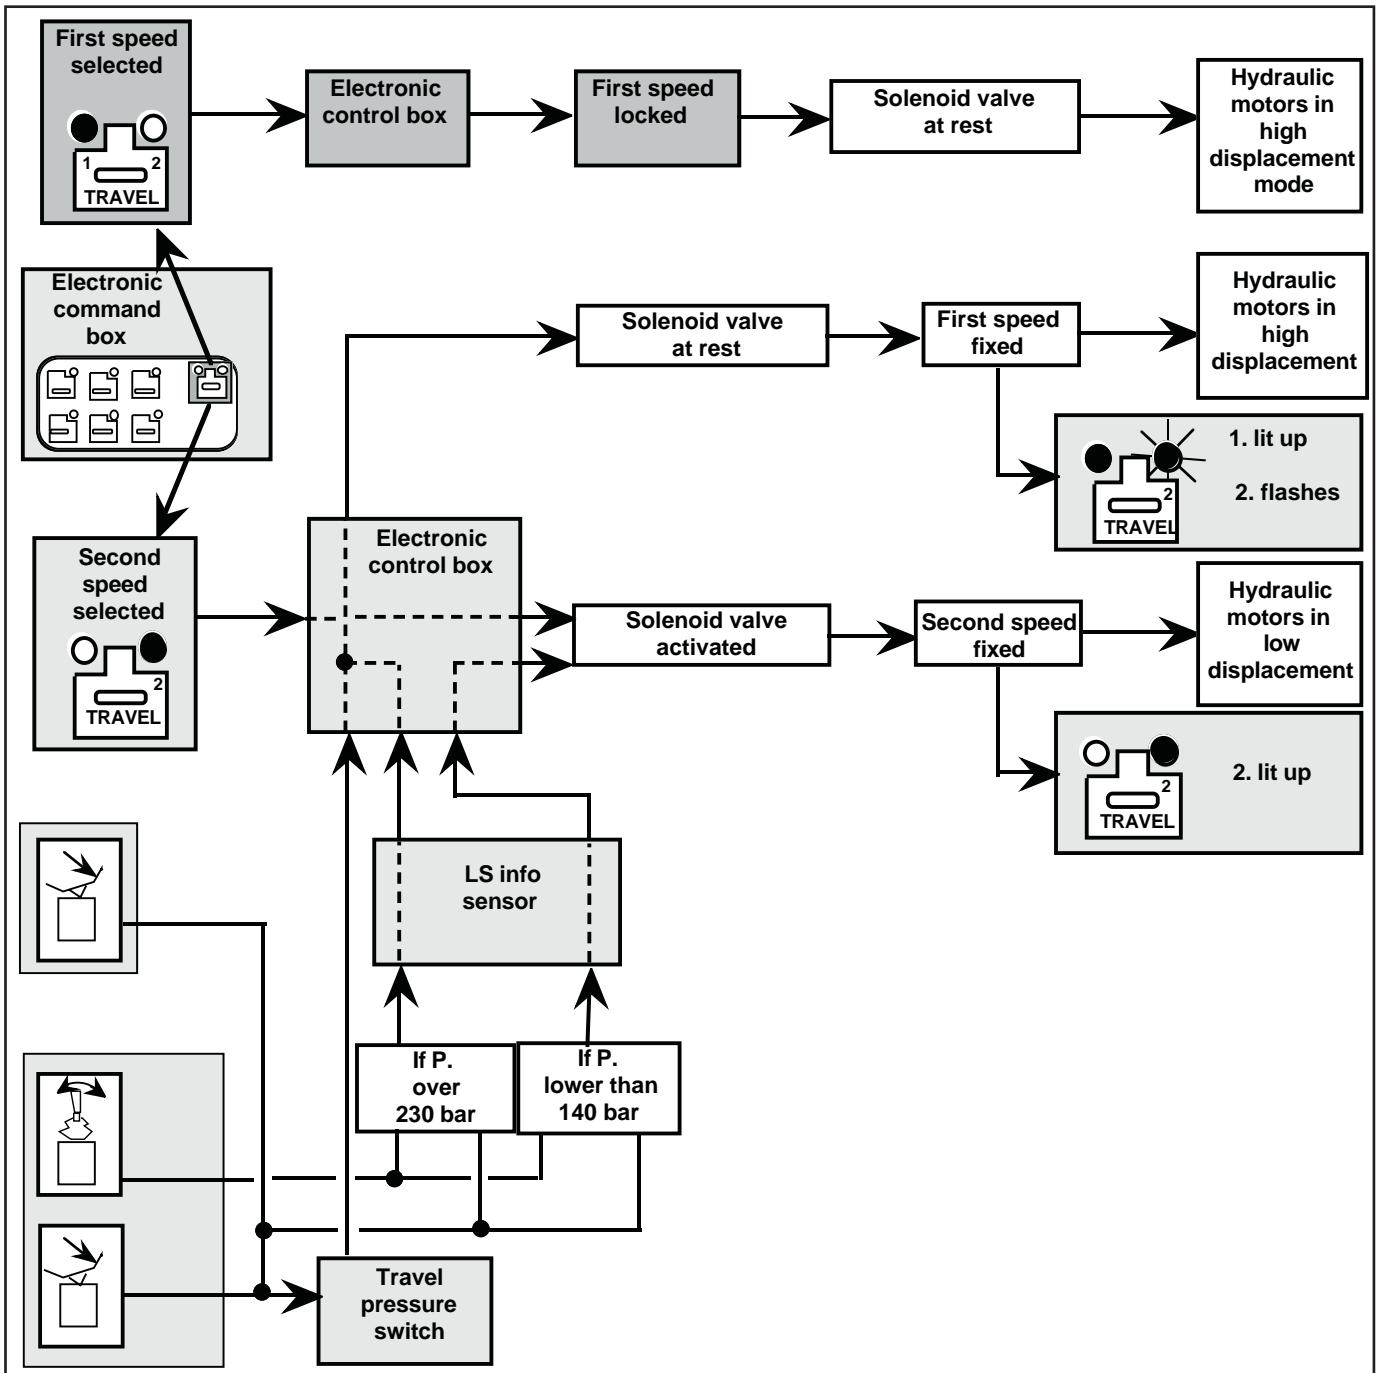 First speed
selected
1 2
TRAVEL
Electronic
control box
First speed
locked
Solenoid valve
at rest
Hydraulic
motors in
high
displacement
mode
Electronic
command
box
Solenoid valve
at rest
First speed
fixed
Hydraulic
motors in
high
displacement
2
TRAVEL
1. lit up
2. flashes
Second
speed
selected
2
TRAVEL
Electronic
control box
Solenoid valve
activated
Second speed
fixed
Hydraulic
motors in
low
displacement
2
TRAVEL
2. lit up
LS info
sensor
If P.
over
230 bar
If P.
lower than
140 bar
Travel
pressure
switch